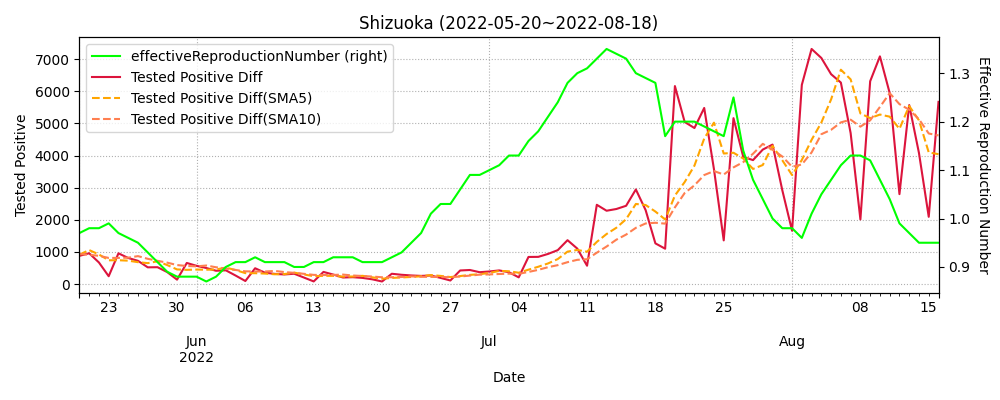 Shizuoka (2022-05-20~2022-08-18)
effectiveReproductionNumber (right)
Tested Positive Diff
Tested Positive Diff(SMA5)
Tested Positive Diff(SMA10)
Tested Positive
7000
6000
5000
4000
3000
2000
1000
0
1.3
1.2
1.1
1.0
0.9
Effective Reproduction Number
23 30 06 13 20 27 04 11 18 25 08 15
Jun Jul Aug
2022
Date